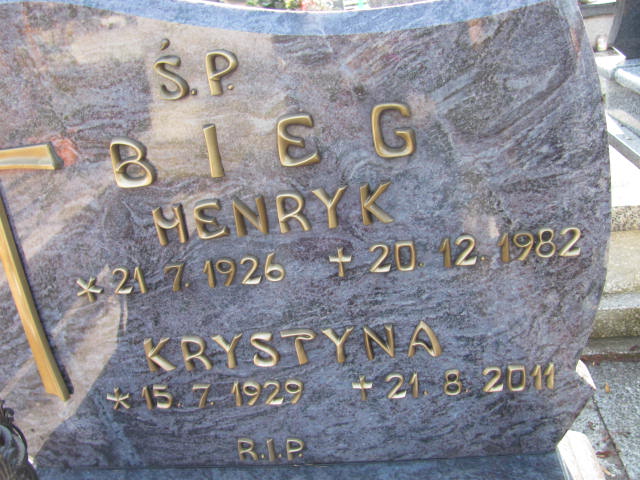 Ś.P.
BIEG
HENRYK
* 21. 7. 1926 ✝ 20. 12. 1982
KRYSTYNA
* 15. 7. 1929 ✝ 21. 8. 2011
R.I.P.